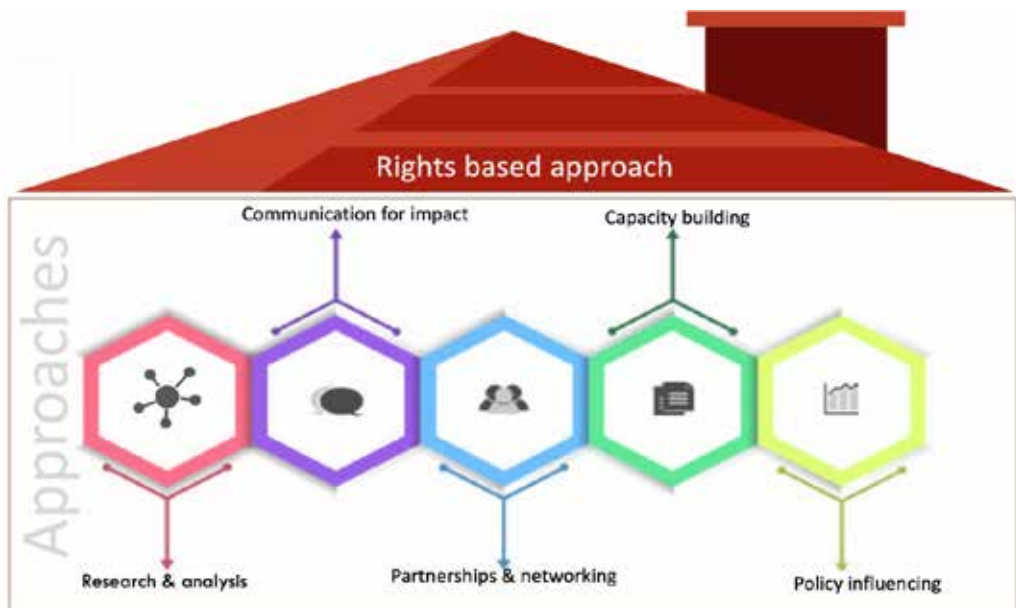 Rights based approach
Communication for impact
Capacity building
Approaches
Research & analysis
Partnerships & networking
Policy influencing